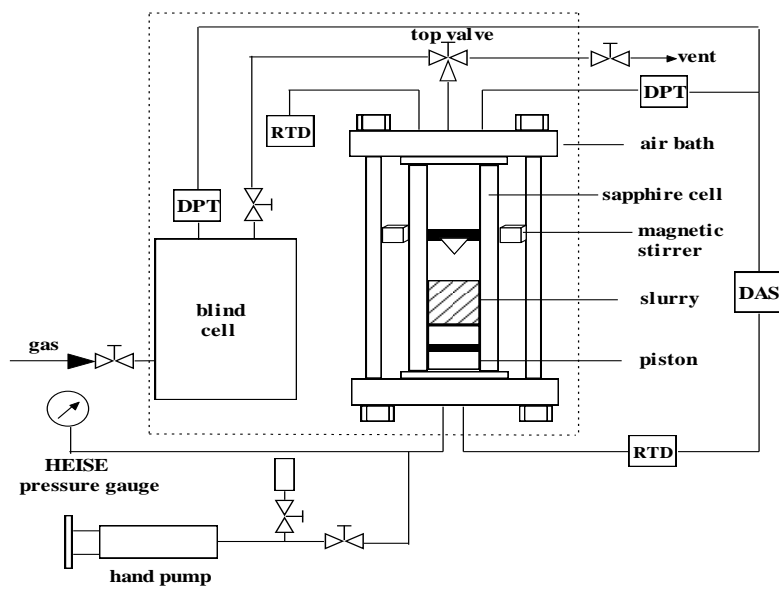 top valve
vent
DPT
RTD
air bath
sapphire cell
DPT
magnetic
stirrer
blind
cell
slurry
DAS
gas
piston
HEISE
pressure gauge
RTD
hand pump